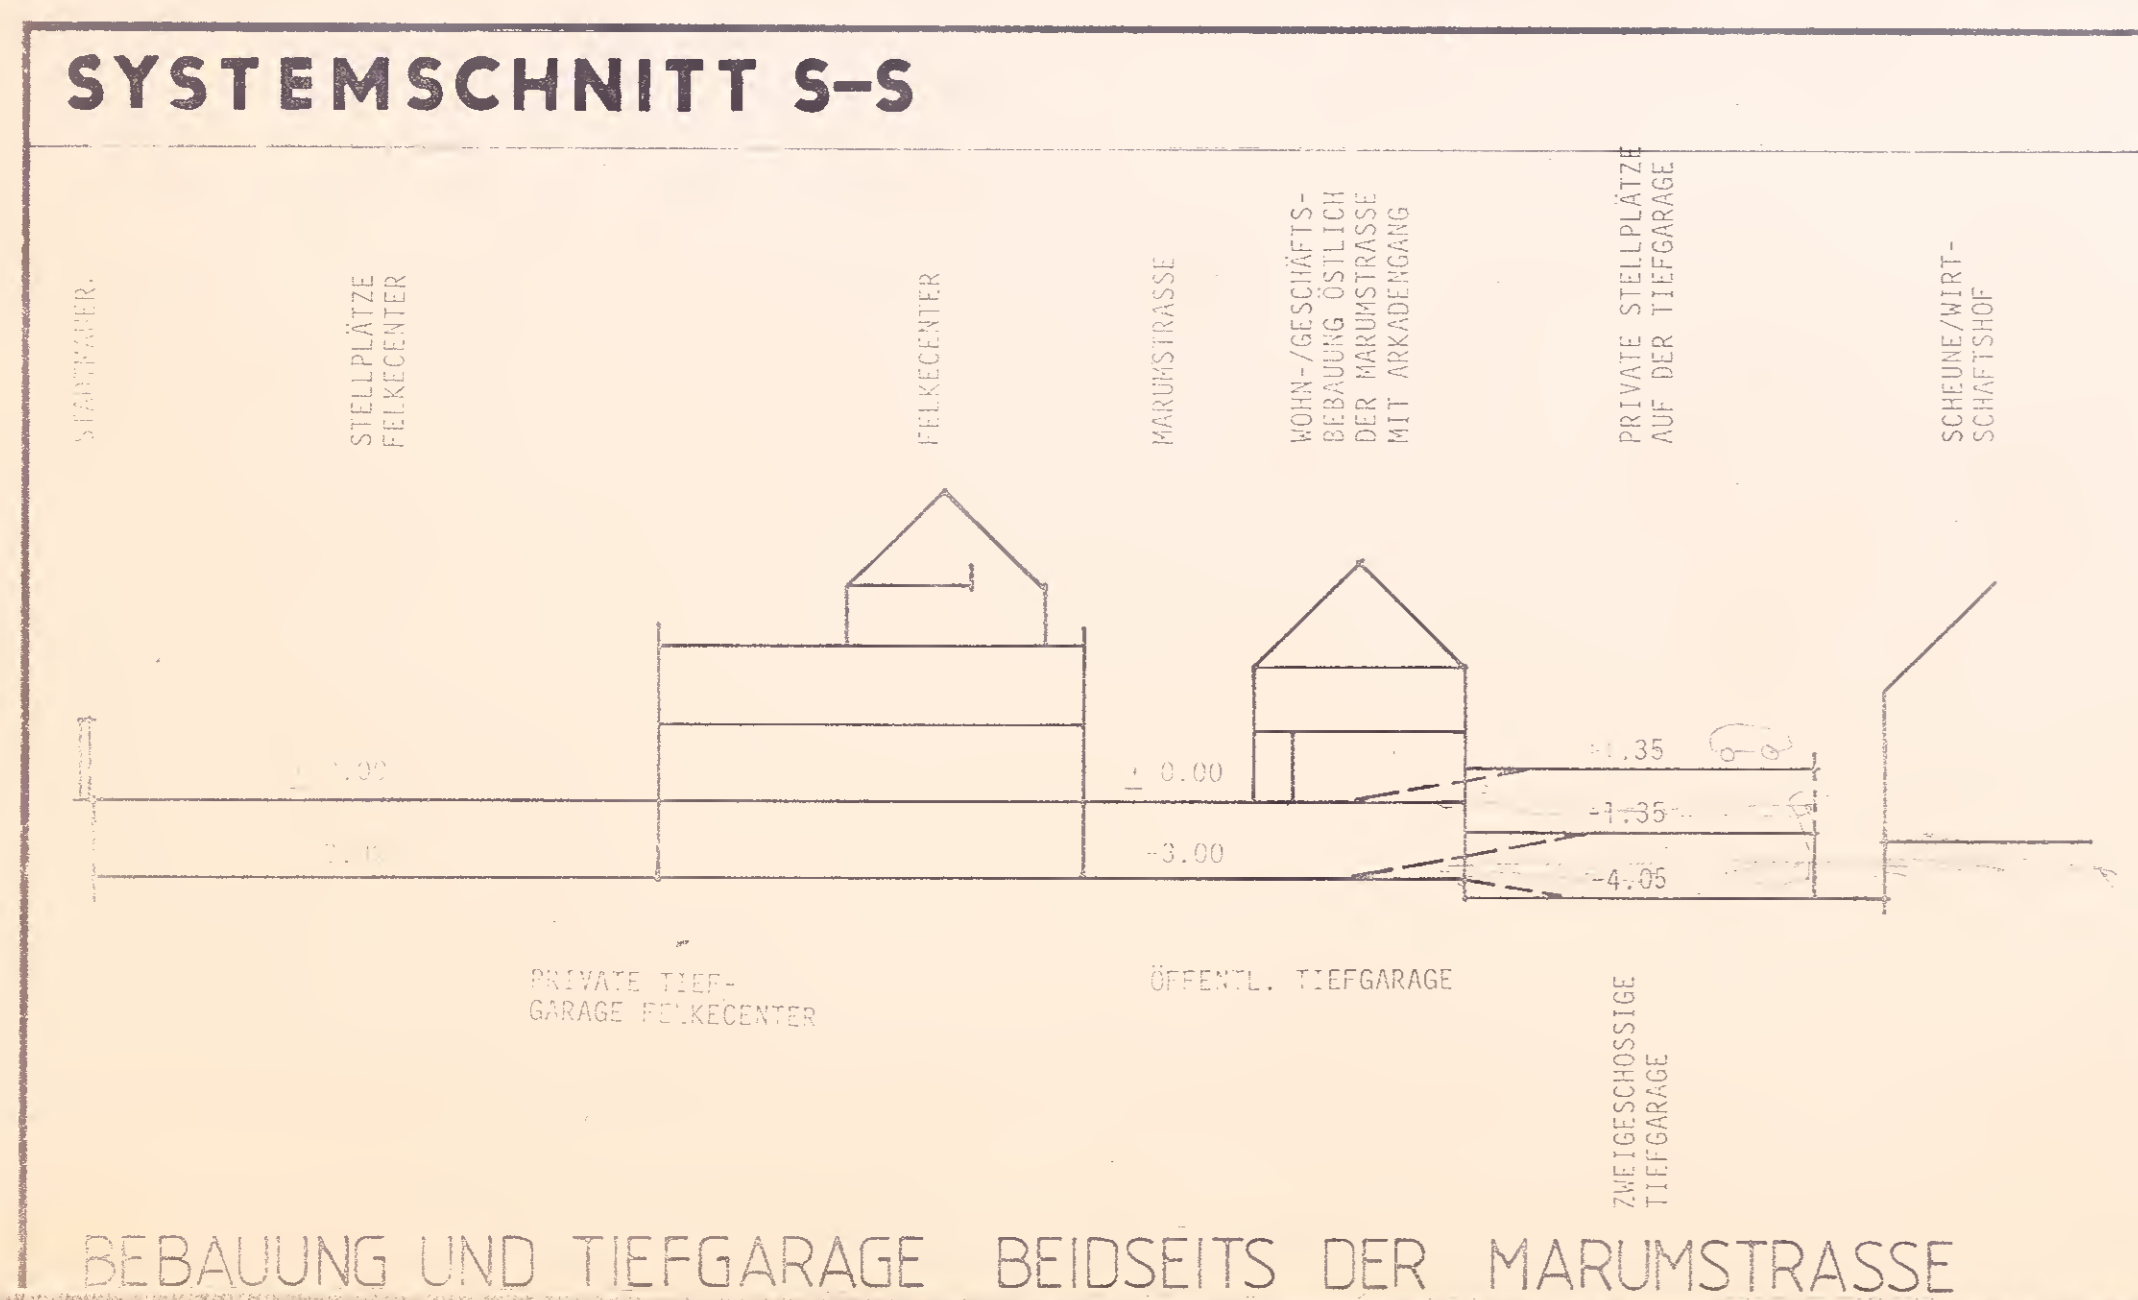 SYSTEMSCHNITT S-S
STADTMAUER.
STELLPLÄTZE
FELKECENTER
FELKECENTER
MARUMSTRASSE
WOHN-/GESCHÄFTS-
BEBAUUNG ÖSTLICH
DER MARUMSTRASSE
MIT ARKADENGANG
PRIVATE STELLPLÄTZE
AUF DER TIEFGARAGE
SCHEUNE/WIRT-
SCHAFTSHOF
± 0.00
-3.00
-1.35
-4.05
PRIVATE TIEF-
GARAGE FELKECENTER
ÖFFENTL. TIEFGARAGE
ZWEIGESCHOSSIGE
TIEFGARAGE
BEBAUUNG UND TIEFGARAGE BEIDSEITS DER MARUMSTRASSE